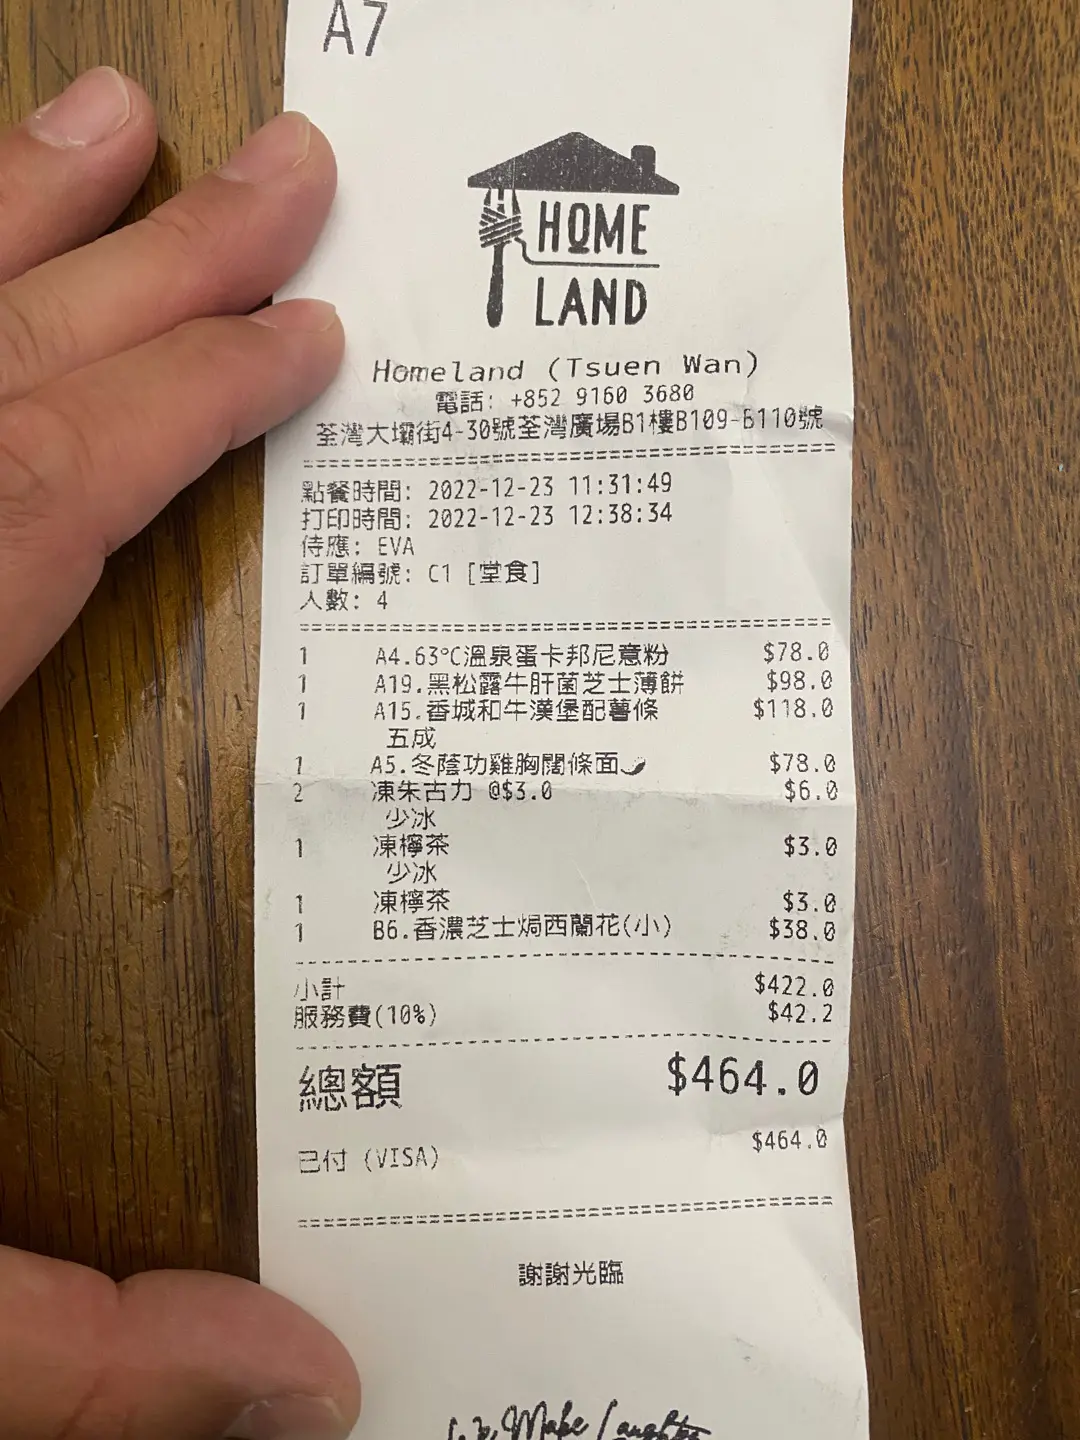 A7
HOME
LAND
Homeland (Tsuen Wan)
電話: +852 9160 3680
荃灣大壩街4-30號荃灣廣場B1樓B109-B110號
點餐時間: 2022-12-23 11:31:49
打印時間: 2022-12-23 12:38:34
侍應: EVA
訂單編號: C1 [堂食]
人數: 4
1 A4.63°C溫泉蛋卡邦尼意粉 $78.0
1 A19.黑松露牛肝菌芝士薄餅 $98.0
1 A15.香城和牛漢堡配薯條 $118.0
五成
1 A5.冬蔭功雞胸闊條面 $78.0
2 凍朱古力 @$3.0 $6.0
少冰
1 凍檸茶 $3.0
少冰
1 凍檸茶 $3.0
1 B6.香濃芝士焗西蘭花(小) $38.0
小計 $422.0
服務費(10%) $42.2
總額 $464.0
已付 (VISA) $464.0
謝謝光臨
Make